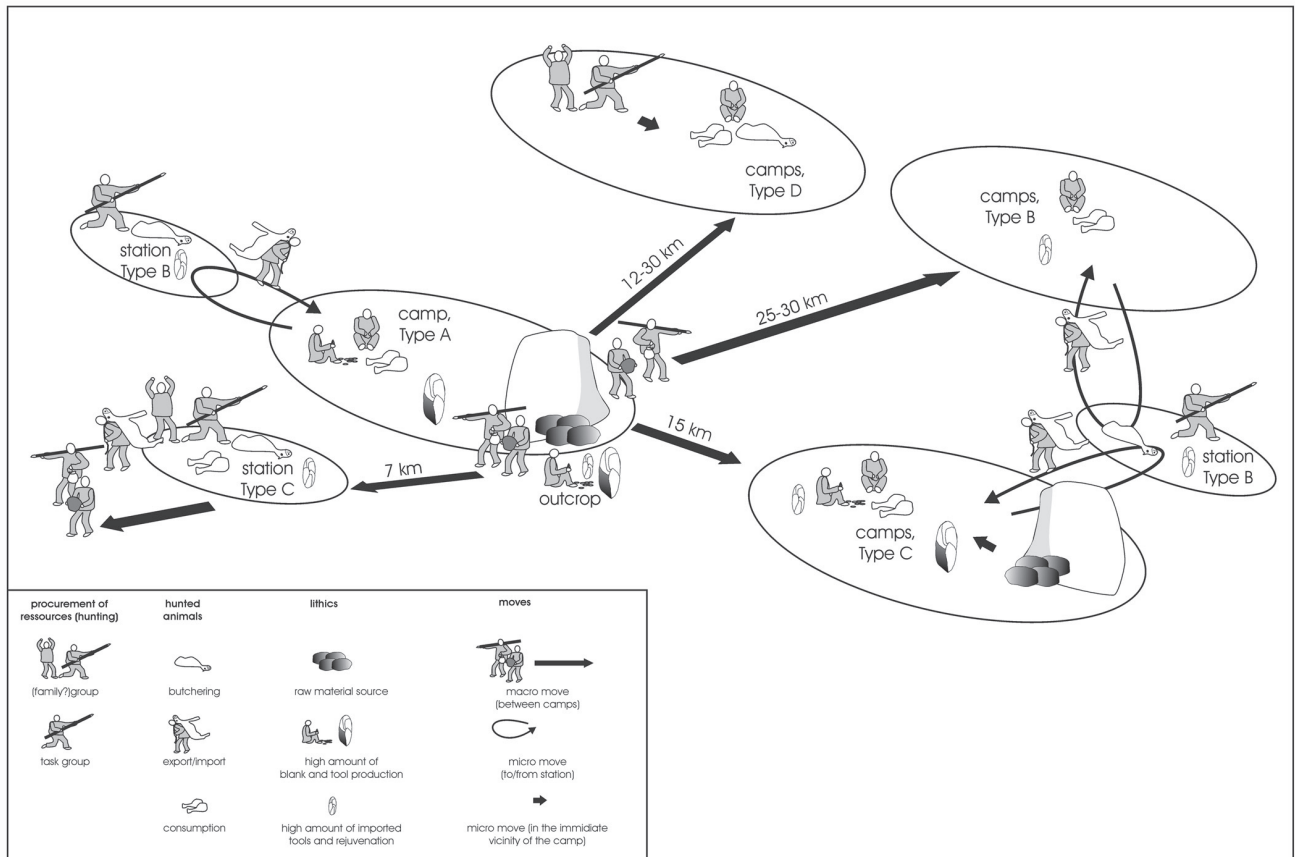 camps,
Type D
camps,
Type B
station
Type B
12-30 km
25-30 km
camp,
Type A
15 km
station
Type C
7 km
outcrop
station
Type B
camps,
Type C
procurement of
ressources (hunting)
hunted
animals
lithics
moves
(family?)group
butchering
raw material source
macro move
(between camps)
task group
export/import
high amount of
blank and tool production
micro move
(to/from station)
consumption
high amount of imported
tools and rejuvenation
micro move (in the immidiate
vicinity of the camp)